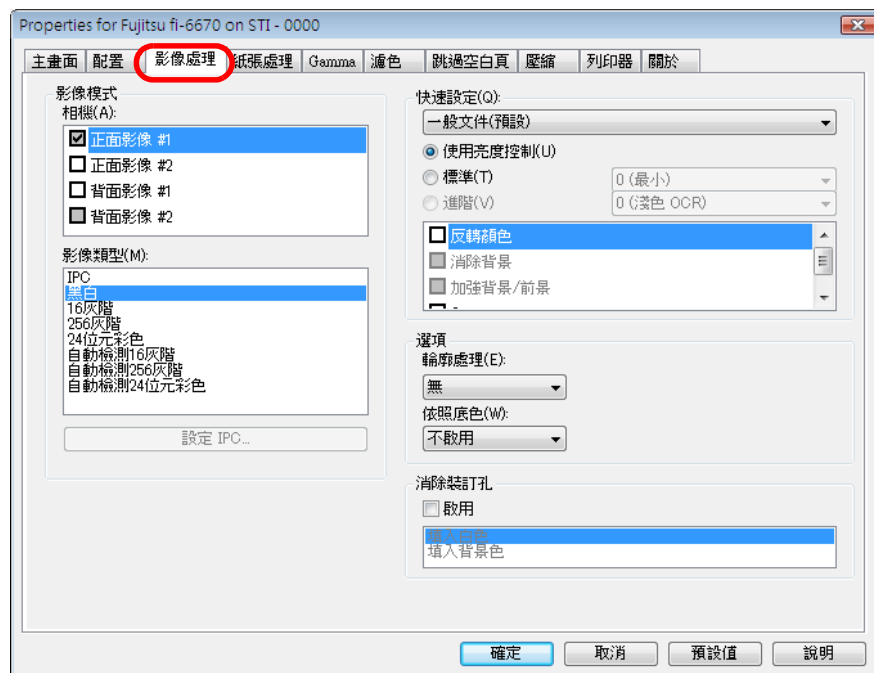 Properties for Fujitsu fi-6670 on STI - 0000
主畫面 配置 影像處理 紙張處理 Gamma 濾色 跳過空白頁 壓縮 列印器 關於
影像模式
相機(A):
正面影像 #1
正面影像 #2
背面影像 #1
背面影像 #2
影像類型(M):
IPC
黑白
16灰階
256灰階
24位元彩色
自動檢測16灰階
自動檢測256灰階
自動檢測24位元彩色
設定 IPC...
快速設定(Q):
一般文件(預設)
使用亮度控制(U)
標準(T) 0 (最小)
進階(V) 0 (淺色 OCR)
反轉顏色
消除背景
加強背景/前景
選項
輪廓處理(E):
無
依照底色(W):
不啟用
消除裝訂孔
啟用
填入白色
填入背景色
確定 取消 預設值 說明